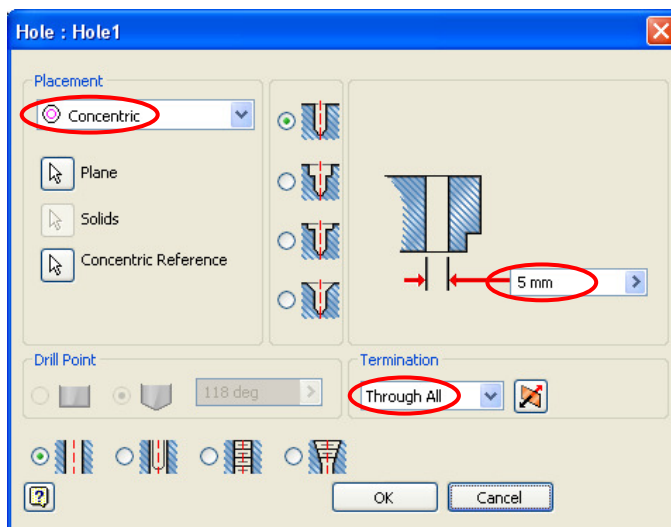 Hole : Hole1
Placement
Concentric
Plane
Solids
Concentric Reference
5 mm
Drill Point
118 deg
Termination
Through All
OK
Cancel